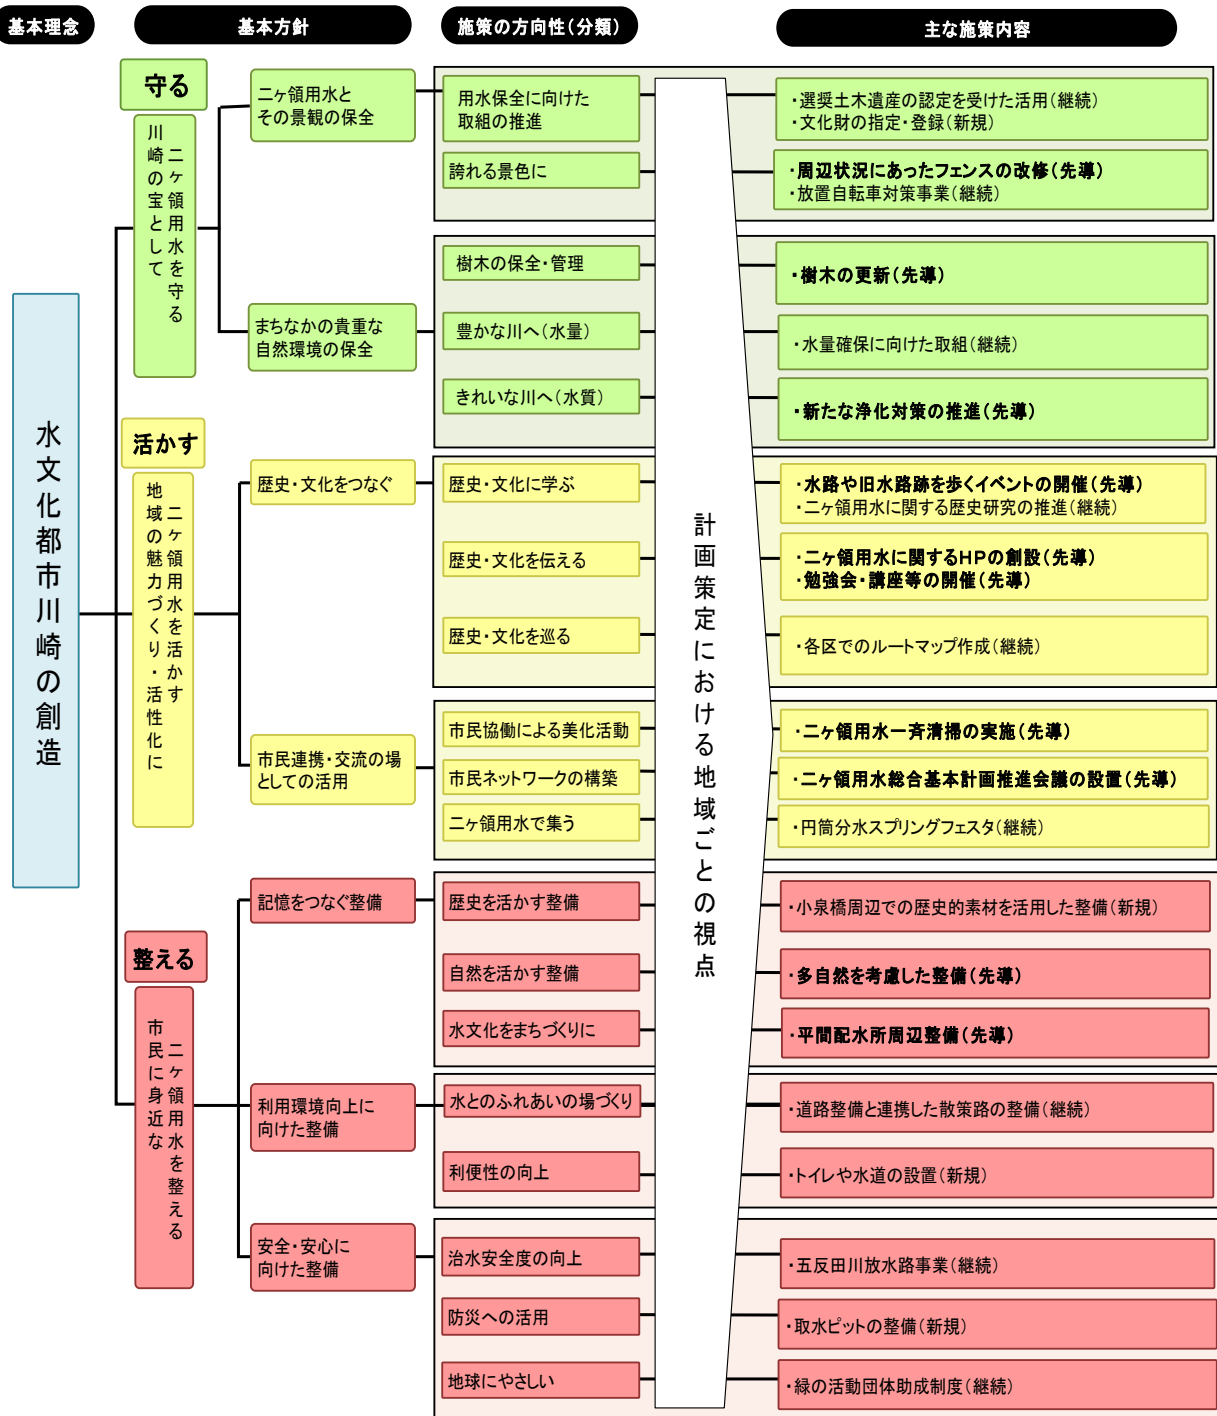 基本理念
基本方針
施策の方向性(分類)
主な施策内容
水文化都市川崎の創造
守る
二ヶ領用水を守る
川崎の宝として
二ヶ領用水と
その景観の保全
用水保全に向けた
取組の推進
・選奨土木遺産の認定を受けた活用(継続)
・文化財の指定・登録(新規)
誇れる景色に
・周辺状況にあったフェンスの改修(先導)
・放置自転車対策事業(継続)
まちなかの貴重な
自然環境の保全
樹木の保全・管理
・樹木の更新(先導)
豊かな川へ(水量)
・水量確保に向けた取組(継続)
きれいな川へ(水質)
・新たな浄化対策の推進(先導)
計画策定における地域ごとの視点
活かす
二ヶ領用水を活かす
地域の魅力づくり・活性化に
歴史・文化をつなぐ
歴史・文化に学ぶ
・水路や旧水路跡を歩くイベントの開催(先導)
・二ヶ領用水に関する歴史研究の推進(継続)
歴史・文化を伝える
・二ヶ領用水に関するHPの創設(先導)
・勉強会・講座等の開催(先導)
歴史・文化を巡る
・各区でのルートマップ作成(継続)
市民連携・交流の場
としての活用
市民協働による美化活動
・二ヶ領用水一斉清掃の実施(先導)
市民ネットワークの構築
・二ヶ領用水総合基本計画推進会議の設置(先導)
二ヶ領用水で集う
・円筒分水スプリングフェスタ(継続)
整える
二ヶ領用水を整える
市民に身近な
記憶をつなぐ整備
歴史を活かす整備
・小泉橋周辺での歴史的素材を活用した整備(新規)
自然を活かす整備
・多自然を考慮した整備(先導)
水文化をまちづくりに
・平間配水所周辺整備(先導)
利用環境向上に
向けた整備
水とのふれあいの場づくり
・道路整備と連携した散策路の整備(継続)
利便性の向上
・トイレや水道の設置(新規)
安全・安心に
向けた整備
治水安全度の向上
・五反田川放水路事業(継続)
防災への活用
・取水ピットの整備(新規)
地球にやさしい
・緑の活動団体助成制度(継続)